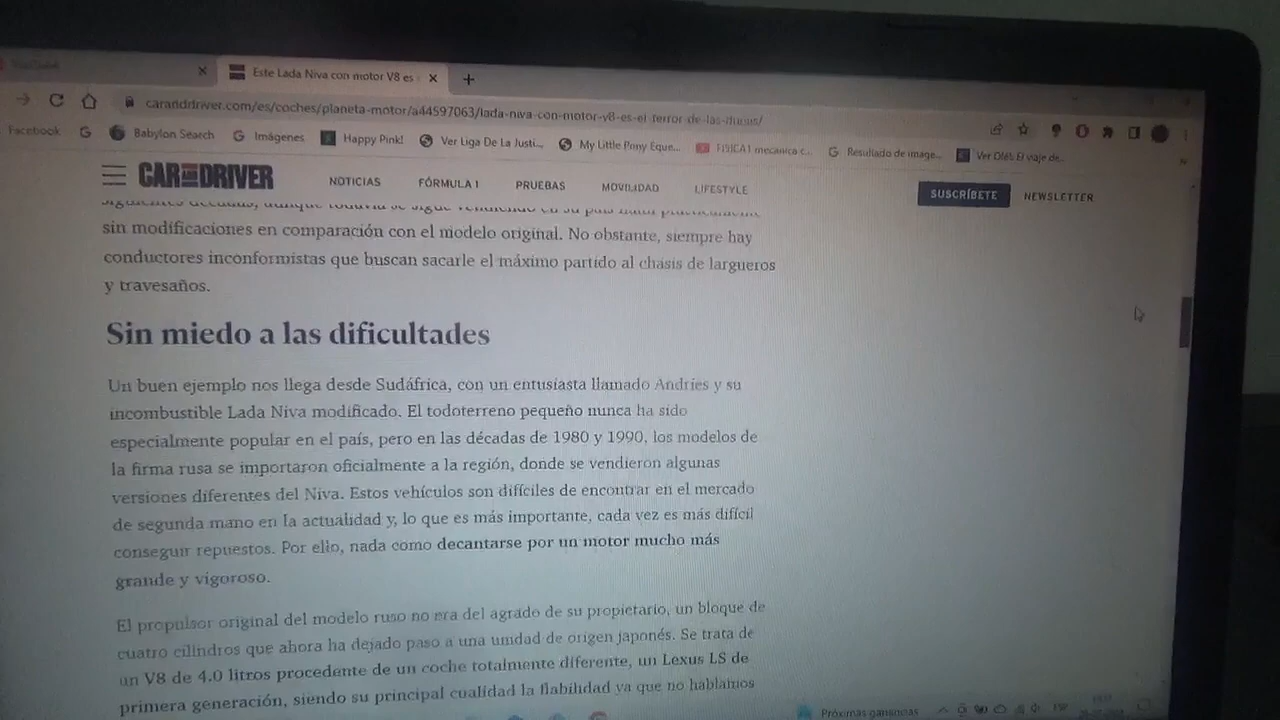 YouTube
Este Lada Niva con motor V8 es
carandriver.com/es/coches/planeta-motor/a44597063/lada-niva-con-motor-v8-es-el-terror-de-las-dunas/
Facebook Babylon Search Imágenes Happy Pink! Ver Liga De La Justi... My Little Pony Eque... FISICA1 mecanica c... Resultado de image... Ver Olé!: El viaje de...
CAR AND DRIVER NOTICIAS FÓRMULA 1 PRUEBAS MOVILIDAD LIFESTYLE SUSCRÍBETE NEWSLETTER
sin modificaciones en comparación con el modelo original. No obstante, siempre hay
conductores inconformistas que buscan sacarle el máximo partido al chasis de largueros
y travesaños.
Sin miedo a las dificultades
Un buen ejemplo nos llega desde Sudáfrica, con un entusiasta llamado Andries y su
incombustible Lada Niva modificado. El todoterreno pequeño nunca ha sido
especialmente popular en el país, pero en las décadas de 1980 y 1990, los modelos de
la firma rusa se importaron oficialmente a la región, donde se vendieron algunas
versiones diferentes del Niva. Estos vehículos son difíciles de encontrar en el mercado
de segunda mano en la actualidad y, lo que es más importante, cada vez es más difícil
conseguir repuestos. Por ello, nada como decantarse por un motor mucho más
grande y vigoroso.
El propulsor original del modelo ruso no era del agrado de su propietario, un bloque de
cuatro cilindros que ahora ha dejado paso a una unidad de origen japonés. Se trata de
un V8 de 4.0 litros procedente de un coche totalmente diferente, un Lexus LS de
primera generación, siendo su principal cualidad la fiabilidad ya que no hablamos
Próximas ganancias